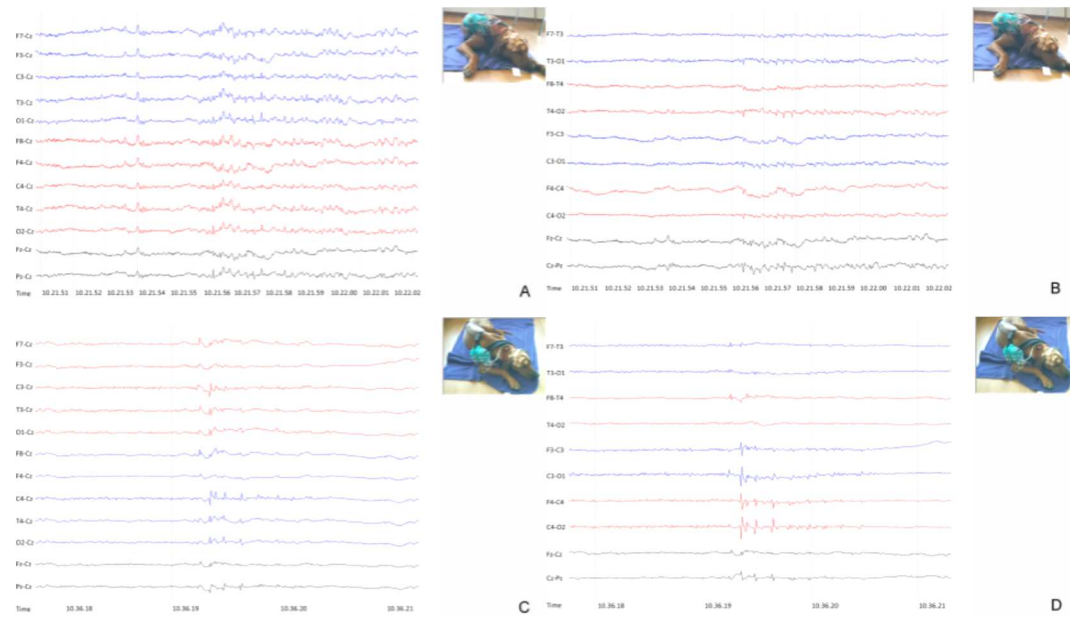 F7-Cz
F3-Cz
C3-Cz
T3-Cz
O1-Cz
F8-Cz
F4-Cz
C4-Cz
T4-Cz
O2-Cz
Fz-Cz
Pz-Cz
Time 10.21.51 10.21.52 10.21.53 10.21.54 10.21.55 10.21.56 10.21.57 10.21.58 10.21.59 10.22.00 10.22.01 10.22.02
A
F7-T3
T3-O1
F8-T4
T4-O2
F3-C3
C3-O1
F4-C4
C4-O2
Fz-Cz
Cz-Pz
Time 10.21.51 10.21.52 10.21.53 10.21.54 10.21.55 10.21.56 10.21.57 10.21.58 10.21.59 10.22.00 10.22.01 10.22.02
B
F7-Cz
F3-Cz
C3-Cz
T3-Cz
O1-Cz
F8-Cz
F4-Cz
C4-Cz
T4-Cz
O2-Cz
Fz-Cz
Pz-Cz
Time 10.36.18 10.36.19 10.36.20 10.36.21
C
F7-T3
T3-O1
F8-T4
T4-O2
F3-C3
C3-O1
F4-C4
C4-O2
Fz-Cz
Cz-Pz
Time 10.36.18 10.36.19 10.36.20 10.36.21
D